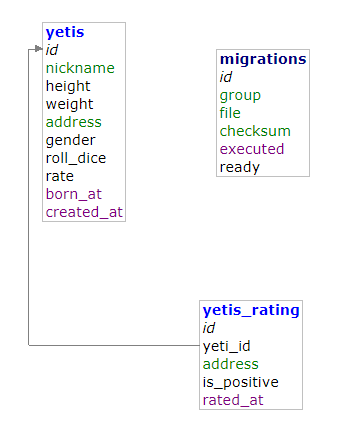 yetis
id
nickname
height
weight
address
gender
roll_dice
rate
born_at
created_at
migrations
id
group
file
checksum
executed
ready
yetis_rating
id
yeti_id
address
is_positive
rated_at